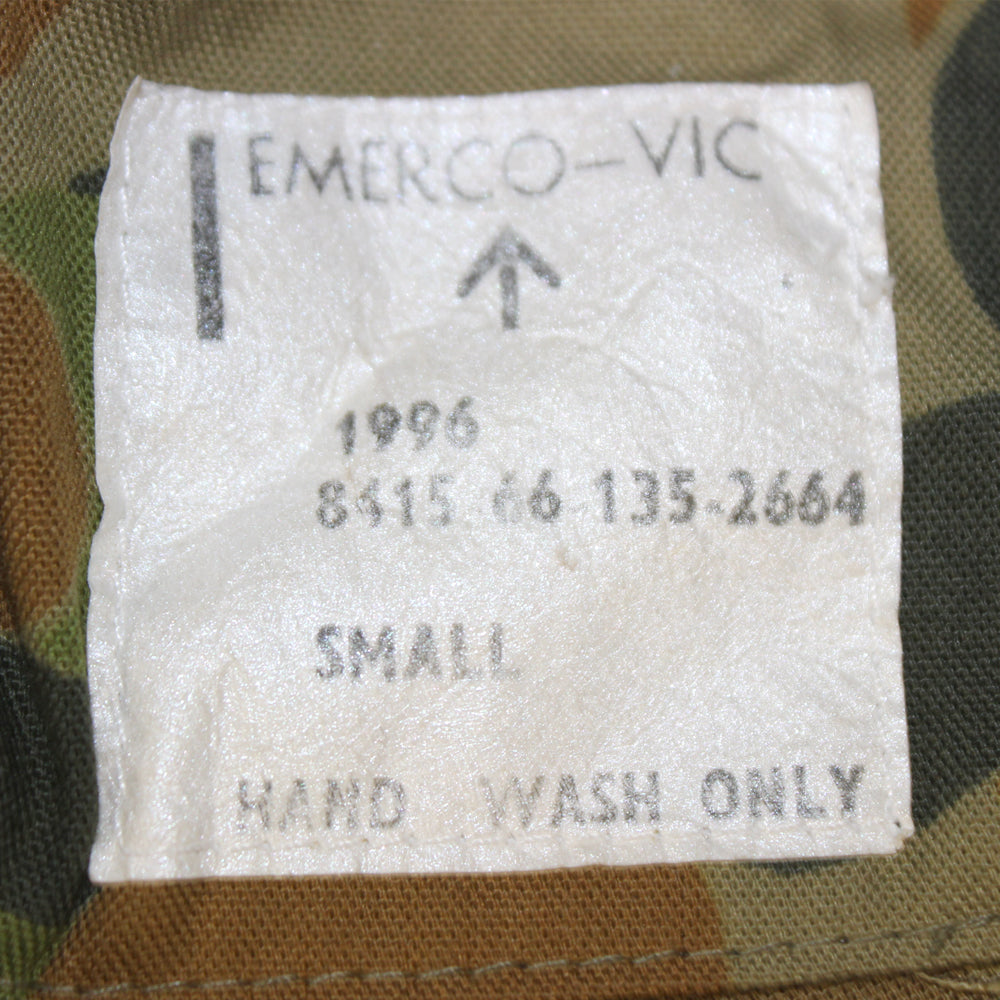 EMERCO-VIC
1996
8415 66-135-2664
SMALL
HAND WASH ONLY